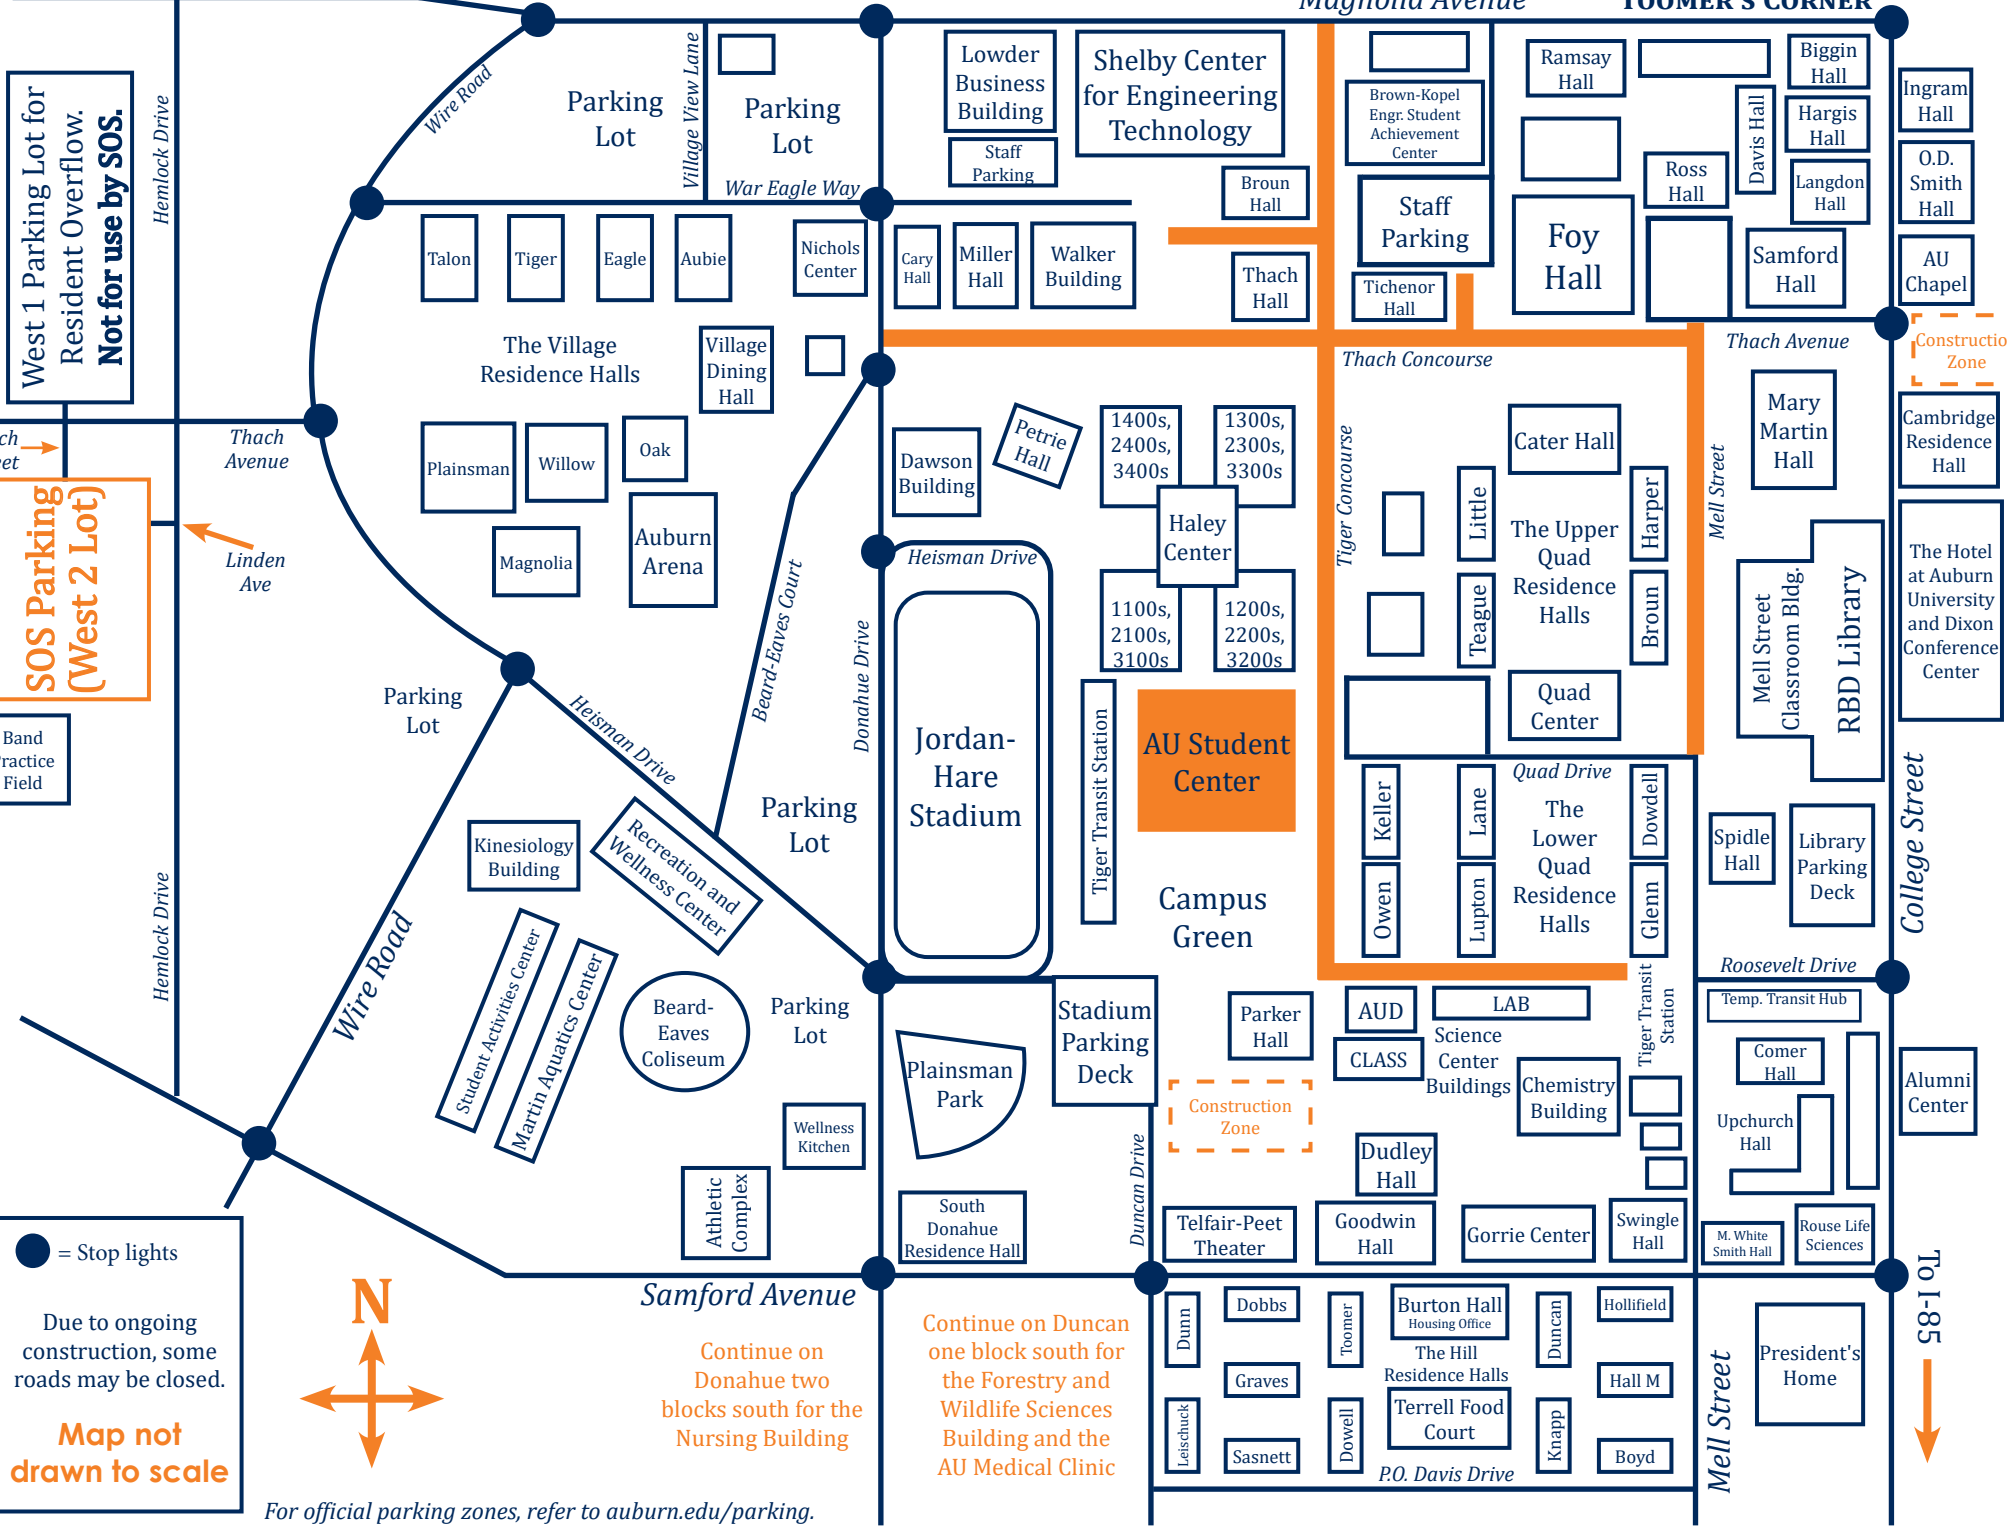 Magnolia Avenue
TOOMER'S CORNER
West 1 Parking Lot for
Resident Overflow.
Not for use by SOS.
Hemlock Drive
Wire Road
Parking
Lot
Village View Lane
Parking
Lot
War Eagle Way
Lowder
Business
Building
Staff
Parking
Shelby Center
for Engineering
Technology
Broun
Hall
Brown-Kopel
Engr. Student
Achievement
Center
Staff
Parking
Ramsay
Hall
Foy
Hall
Ross
Hall
Davis Hall
Biggin
Hall
Hargis
Hall
Langdon
Hall
Samford
Hall
Ingram
Hall
O.D.
Smith
Hall
AU
Chapel
Talon
Tiger
Eagle
Aubie
Nichols
Center
Cary
Hall
Miller
Hall
Walker
Building
Thach
Hall
Tichenor
Hall
Thach Concourse
Thach Avenue
Constructio
Zone
The Village
Residence Halls
Village
Dining
Hall
Thach
Avenue
ch
et
SOS Parking
(West 2 Lot)
Linden
Ave
Plainsman
Willow
Oak
Magnolia
Auburn
Arena
Beard-Eaves Court
Donahue Drive
Dawson
Building
Petrie
Hall
1400s,
2400s,
3400s
1300s,
2300s,
3300s
Haley
Center
1100s,
2100s,
3100s
1200s,
2200s,
3200s
Heisman Drive
Tiger Concourse
Cater Hall
Little
Harper
The Upper
Quad
Residence
Halls
Teague
Broun
Quad
Center
Mell Street
Mary
Martin
Hall
Cambridge
Residence
Hall
Mell Street
Classroom Bldg.
RBD Library
The Hotel
at Auburn
University
and Dixon
Conference
Center
Band
ractice
Field
Parking
Lot
Heisman Drive
Parking
Lot
Jordan-
Hare
Stadium
Tiger Transit Station
AU Student
Center
Campus
Green
Quad Drive
Keller
Lane
Dowdell
The
Lower
Quad
Residence
Halls
Owen
Lupton
Glenn
Spidle
Hall
Library
Parking
Deck
College Street
Kinesiology
Building
Recreation and
Wellness Center
Hemlock Drive
Wire Road
Student Activities Center
Martin Aquatics Center
Beard-
Eaves
Coliseum
Parking
Lot
Wellness
Kitchen
Athletic
Complex
Plainsman
Park
Stadium
Parking
Deck
South
Donahue
Residence Hall
Duncan Drive
Parker
Hall
Construction
Zone
AUD
CLASS
LAB
Science
Center
Buildings
Chemistry
Building
Tiger Transit
Station
Roosevelt Drive
Temp. Transit Hub
Comer
Hall
Upchurch
Hall
Alumni
Center
Dudley
Hall
Telfair-Peet
Theater
Goodwin
Hall
Gorrie Center
Swingle
Hall
M. White
Smith Hall
Rouse Life
Sciences
= Stop lights
Due to ongoing
construction, some
roads may be closed.
Map not
drawn to scale
N
Samford Avenue
Continue on
Donahue two
blocks south for the
Nursing Building
Continue on Duncan
one block south for
the Forestry and
Wildlife Sciences
Building and the
AU Medical Clinic
Dunn
Dobbs
Toomer
Burton Hall
Housing Office
Duncan
Hollifield
The Hill
Residence Halls
Graves
Hall M
Leischuck
Sasnett
Dowell
Terrell Food
Court
Knapp
Boyd
P.O. Davis Drive
Mell Street
President's
Home
To I-85
For official parking zones, refer to auburn.edu/parking.